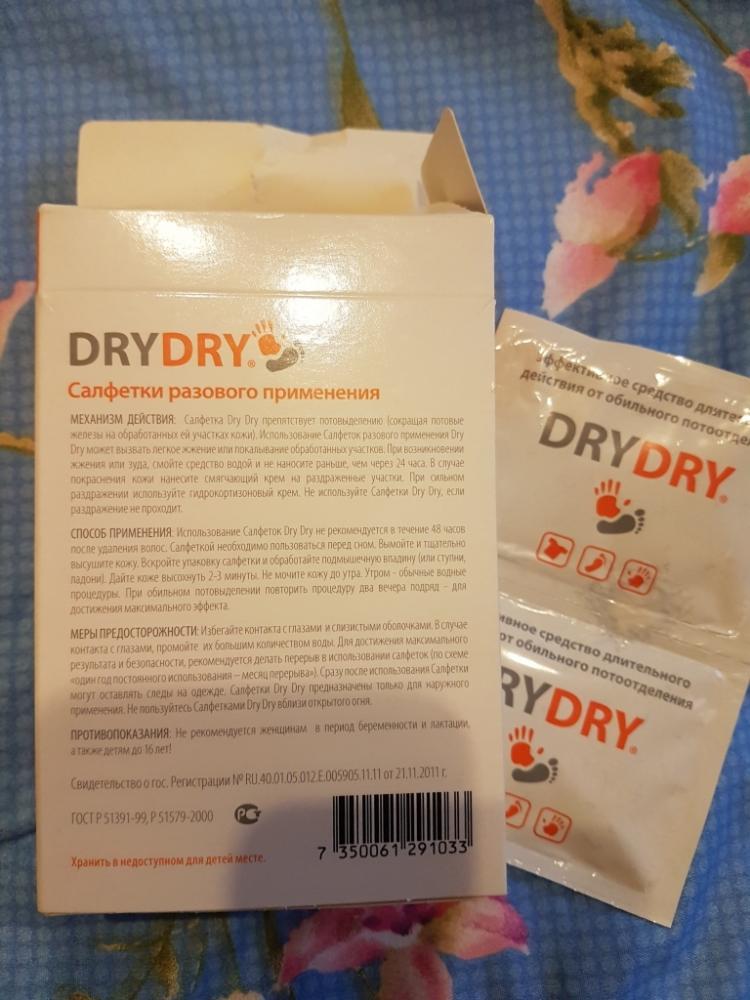 DRYDRY®
Салфетки разового применения
МЕХАНИЗМ ДЕЙСТВИЯ: Салфетка Dry Dry препятствует потовыделению (сокращая потовые
железы на обработанных ей участках кожи). Использование Салфеток разового применения Dry
Dry может вызвать легкое жжение или покалывание обработанных участков. При возникновении
жжения или зуда, смойте средство водой и не наносите раньше, чем через 24 часа. В случае
покраснения кожи нанесите смягчающий крем на раздраженные участки. При сильном
раздражении используйте гидрокортизоновый крем. Не используйте Салфетки Dry Dry, если
раздражение не проходит.
СПОСОБ ПРИМЕНЕНИЯ: Использование Салфеток Dry Dry не рекомендуется в течение 48 часов
после удаления волос. Салфеткой необходимо пользоваться перед сном. Вымойте и тщательно
высушите кожу. Вскройте упаковку салфетки и обработайте подмышечную впадину (или ступни,
ладони). Дайте коже высохнуть 2-3 минуты. Не мочите кожу до утра. Утром - обычные водные
процедуры. При обильном потовыделении повторить процедуру два вечера подряд - для
достижения максимального эффекта.
МЕРЫ ПРЕДОСТОРОЖНОСТИ: Избегайте контакта с глазами и слизистыми оболочками. В случае
контакта с глазами, промойте их большим количеством воды. Для достижения максимального
результата и безопасности, рекомендуется делать перерыв в использовании салфеток (по схеме
«один год постоянного использования – месяц перерыва»). Сразу после использования Салфетки
могут оставлять следы на одежде. Салфетки Dry Dry предназначены только для наружного
применения. Не пользуйтесь Салфетками Dry Dry вблизи открытого огня.
ПРОТИВОПОКАЗАНИЯ: Не рекомендуется женщинам в период беременности и лактации,
а также детям до 16 лет!
Свидетельство о гос. Регистрации № RU.40.01.05.012.E.005905.11.11 от 21.11.2011 г.
ГОСТ Р 51391-99, Р 51579-2000
7 350061 291033
Хранить в недоступном для детей месте.
эффективное средство длител
действия от обильного потоотдел
DRYDRY®
ивное средство длительного
от обильного потоотделения
RYDRY®